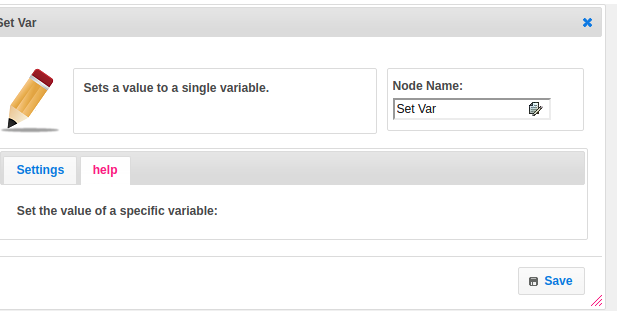 Set Var
Sets a value to a single variable.
Node Name:
Set Var
Settings help
Set the value of a specific variable:
Save